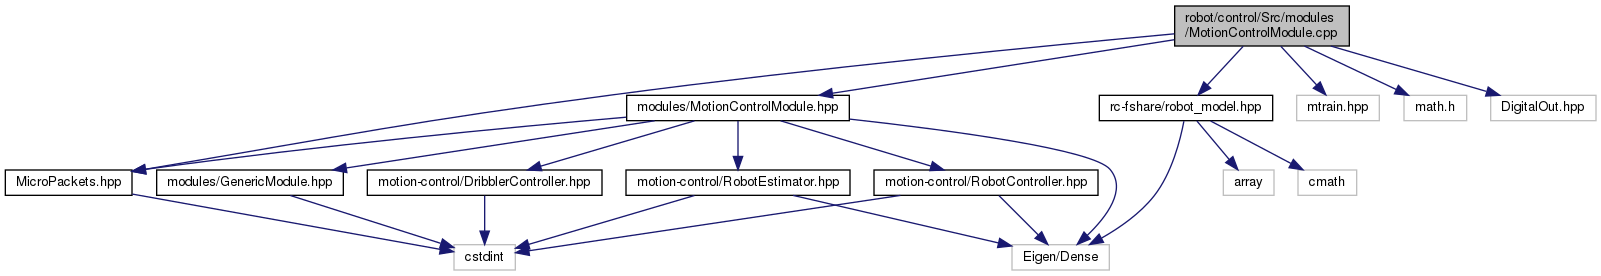 robot/control/Src/modules
/MotionControlModule.cpp
modules/MotionControlModule.hpp
rc-fshare/robot_model.hpp
mtrain.hpp
math.h
DigitalOut.hpp
MicroPackets.hpp
modules/GenericModule.hpp
motion-control/DribblerController.hpp
motion-control/RobotEstimator.hpp
motion-control/RobotController.hpp
array
cmath
cstdint
Eigen/Dense